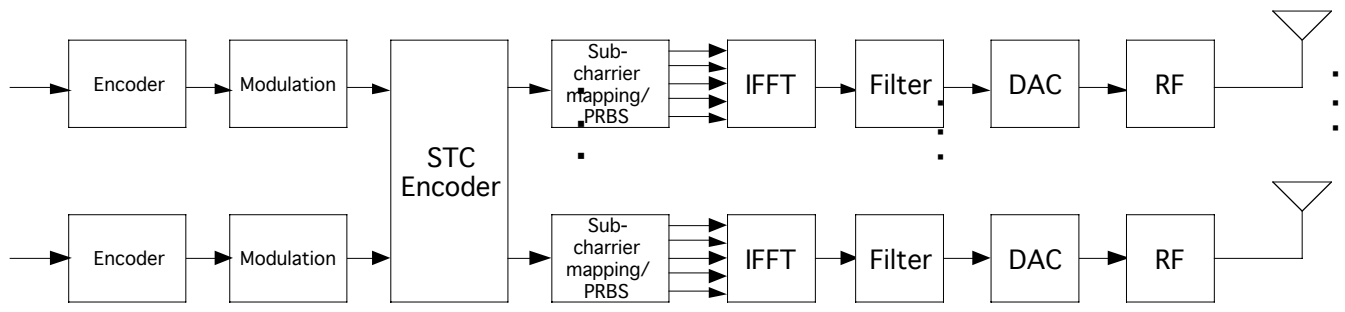 Encoder
Modulation
STC
Encoder
Sub-
charrier
mapping/
PRBS
IFFT
Filter
DAC
RF
Encoder
Modulation
Sub-
charrier
mapping/
PRBS
IFFT
Filter
DAC
RF